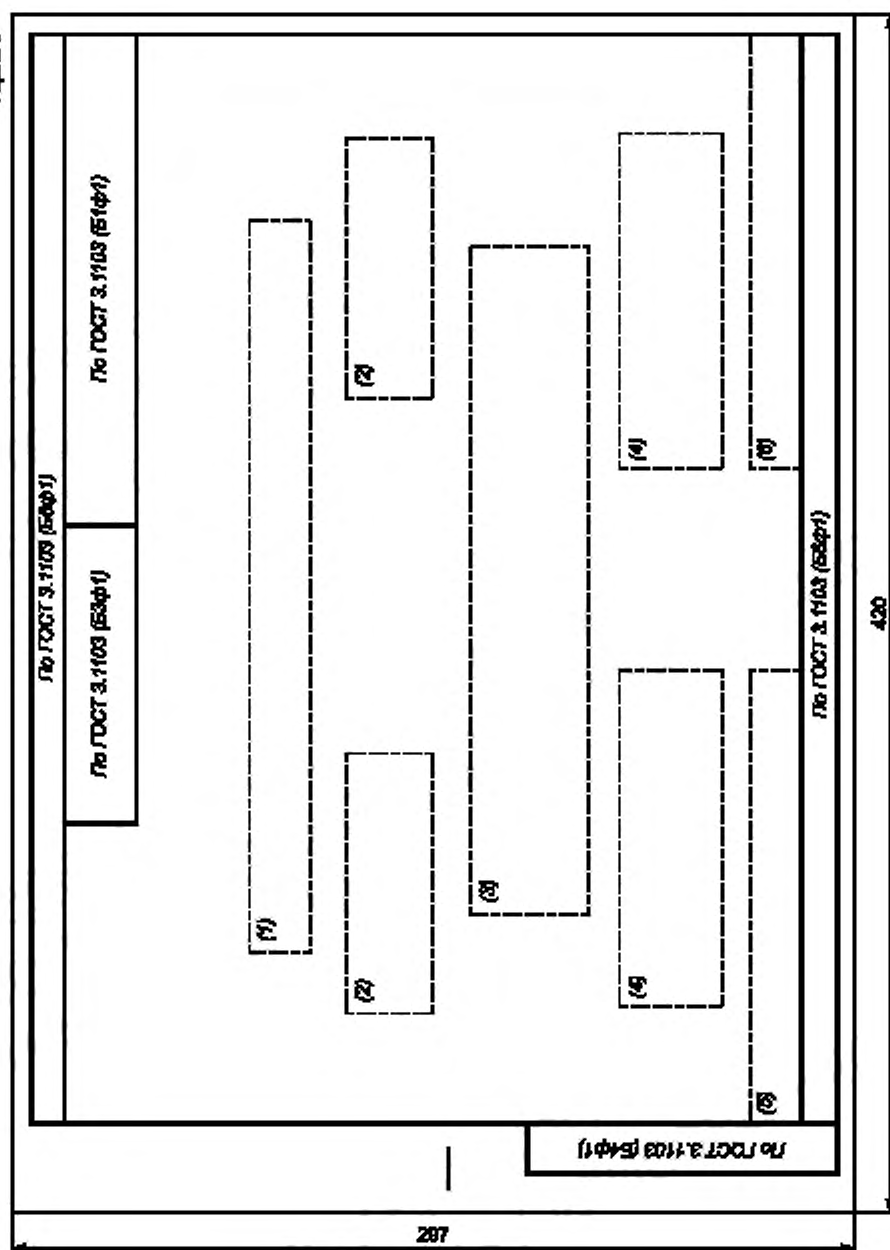 По ГОСТ 3.1103 (Б6ф1)
По ГОСТ 3.1103 (Б3ф1)
По ГОСТ 3.1103 (Б1ф1)
(1)
(2)
(2)
(3)
(4)
(4)
(5)
(6)
По ГОСТ 3.1103 (Б6ф1)
По ГОСТ 3.1103 (Б4ф1)
420
297